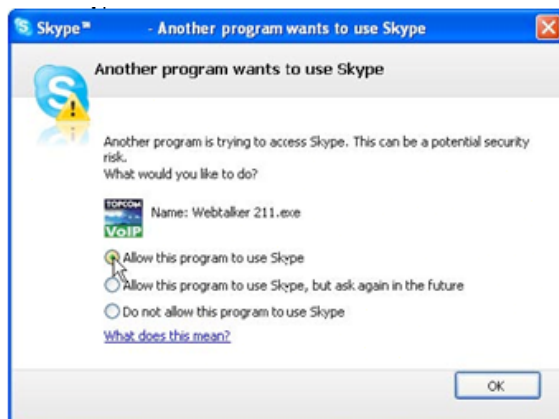 Skype™ - Another program wants to use Skype
Another program wants to use Skype
Another program is trying to access Skype. This can be a potential security
risk.
What would you like to do?
TOPCOM
VoIP
Name: Webtalker 211.exe
Allow this program to use Skype
Allow this program to use Skype, but ask again in the future
Do not allow this program to use Skype
What does this mean?
OK